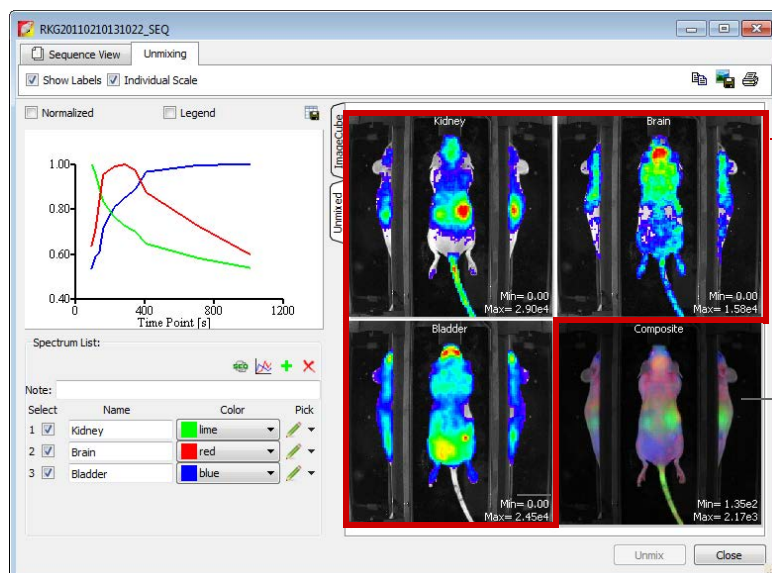 RKG20110210131022_SEQ
Sequence View Unmixing
Show Labels Individual Scale
Normalized Legend
1.00
0.80
0.60
0.40
0 400 800 1200
Time Point [s]
Spectrum List:
SEQ
Note:
Select Name Color Pick
1 Kidney lime
2 Brain red
3 Bladder blue
ImageCube
Unmixed
Kidney
Min= 0.00
Max= 2.90e4
Brain
Min= 0.00
Max= 1.58e4
Bladder
Min= 0.00
Max= 2.45e4
Composite
Min= 1.35e2
Max= 2.17e3
Unmix Close